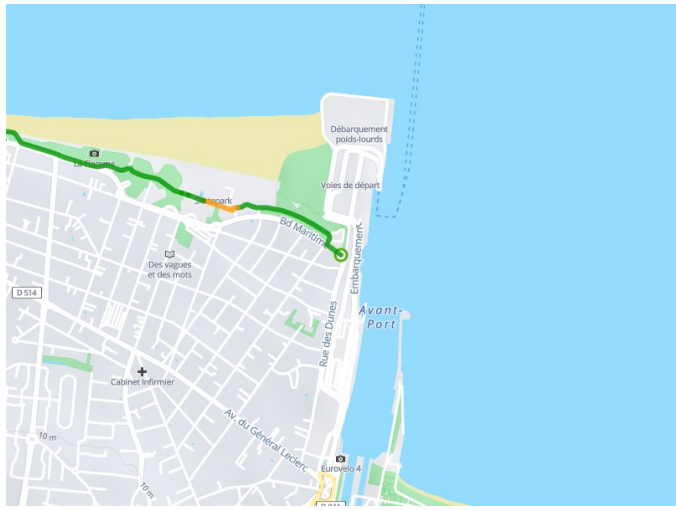 Débarquement
poids-lourds
La Flamme
Voies de départ
Skatepark
Bd Maritime
Embarquement
Des vagues
et des mots
D 514
Avant-
Port
Rue des Dunes
Cabinet Infirmier
Av. du Général Leclerc
10 m
Eurovelo 4
10 m